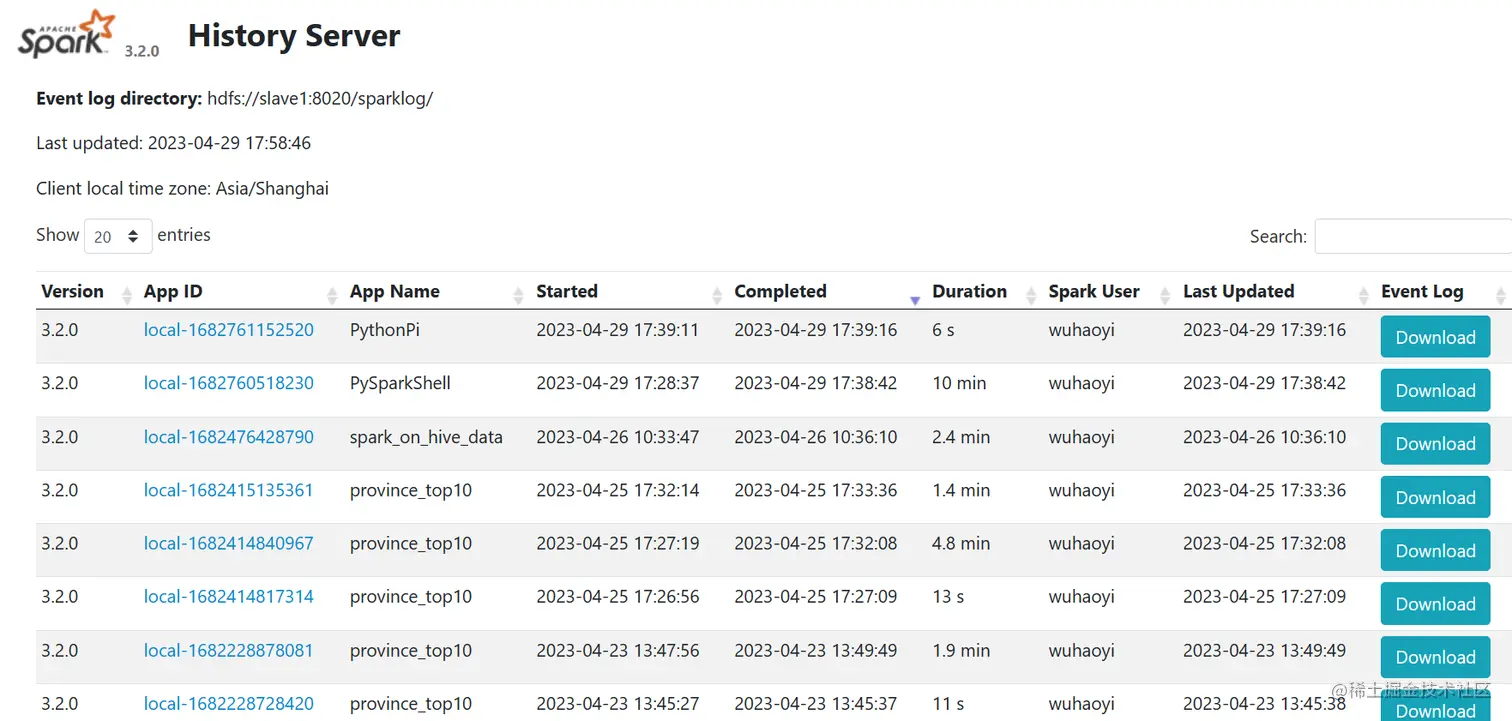 APACHE Spark 3.2.0 History Server
Event log directory: hdfs://slave1:8020/sparklog/
Last updated: 2023-04-29 17:58:46
Client local time zone: Asia/Shanghai
Show 20 entries Search:
Version App ID App Name Started Completed Duration Spark User Last Updated Event Log
3.2.0 local-1682761152520 PythonPi 2023-04-29 17:39:11 2023-04-29 17:39:16 6 s wuhaoyi 2023-04-29 17:39:16 Download
3.2.0 local-1682760518230 PySparkShell 2023-04-29 17:28:37 2023-04-29 17:38:42 10 min wuhaoyi 2023-04-29 17:38:42 Download
3.2.0 local-1682476428790 spark_on_hive_data 2023-04-26 10:33:47 2023-04-26 10:36:10 2.4 min wuhaoyi 2023-04-26 10:36:10 Download
3.2.0 local-1682415135361 province_top10 2023-04-25 17:32:14 2023-04-25 17:33:36 1.4 min wuhaoyi 2023-04-25 17:33:36 Download
3.2.0 local-1682414840967 province_top10 2023-04-25 17:27:19 2023-04-25 17:32:08 4.8 min wuhaoyi 2023-04-25 17:32:08 Download
3.2.0 local-1682414817314 province_top10 2023-04-25 17:26:56 2023-04-25 17:27:09 13 s wuhaoyi 2023-04-25 17:27:09 Download
3.2.0 local-1682228878081 province_top10 2023-04-23 13:47:56 2023-04-23 13:49:49 1.9 min wuhaoyi 2023-04-23 13:49:49 Download
3.2.0 local-1682228728420 province_top10 2023-04-23 13:45:27 2023-04-23 13:45:37 11 s wuhaoyi 2023-04-23 13:45:38 Download
@稀土掘金技术社区